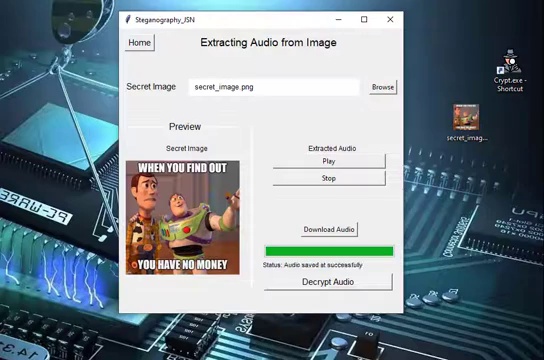 Steganography_JSN
Home
Extracting Audio from Image
Secret Image
secret_image.png
Browse
Preview
Secret Image
Extracted Audio
Play
Stop
WHEN YOU FIND OUT
YOU HAVE NO MONEY
Download Audio
Status: Audio saved at successfully
Decrypt Audio
Crypt.exe -
Shortcut
secret_imag...
PC-WARE